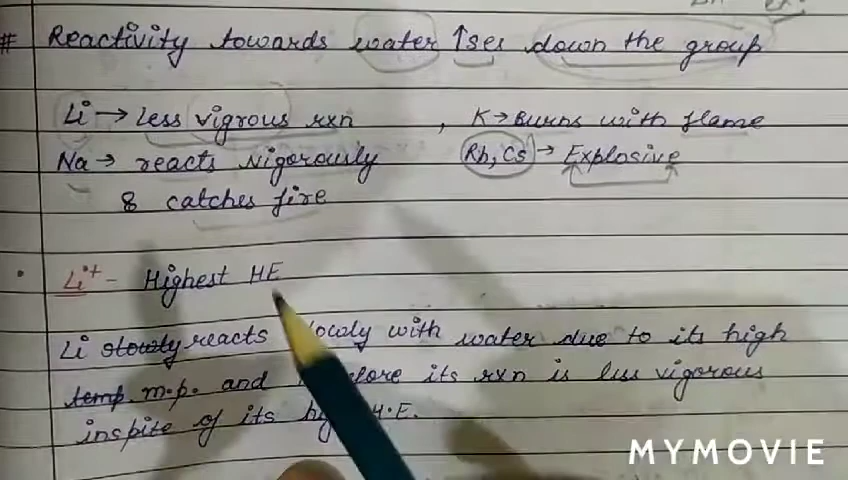 # Reactivity towards water ↑ses down the group
Li → Less vigrous rxn , K → Burns with flame
Na → reacts vigorously Rb, Cs → Explosive
& catches fire
• Li+ - Highest HE
Li slowly reacts slowly with water due to its high
temp. m.p. and its rxn is less vigorous
inspite of its H.E.
MYMOVIE